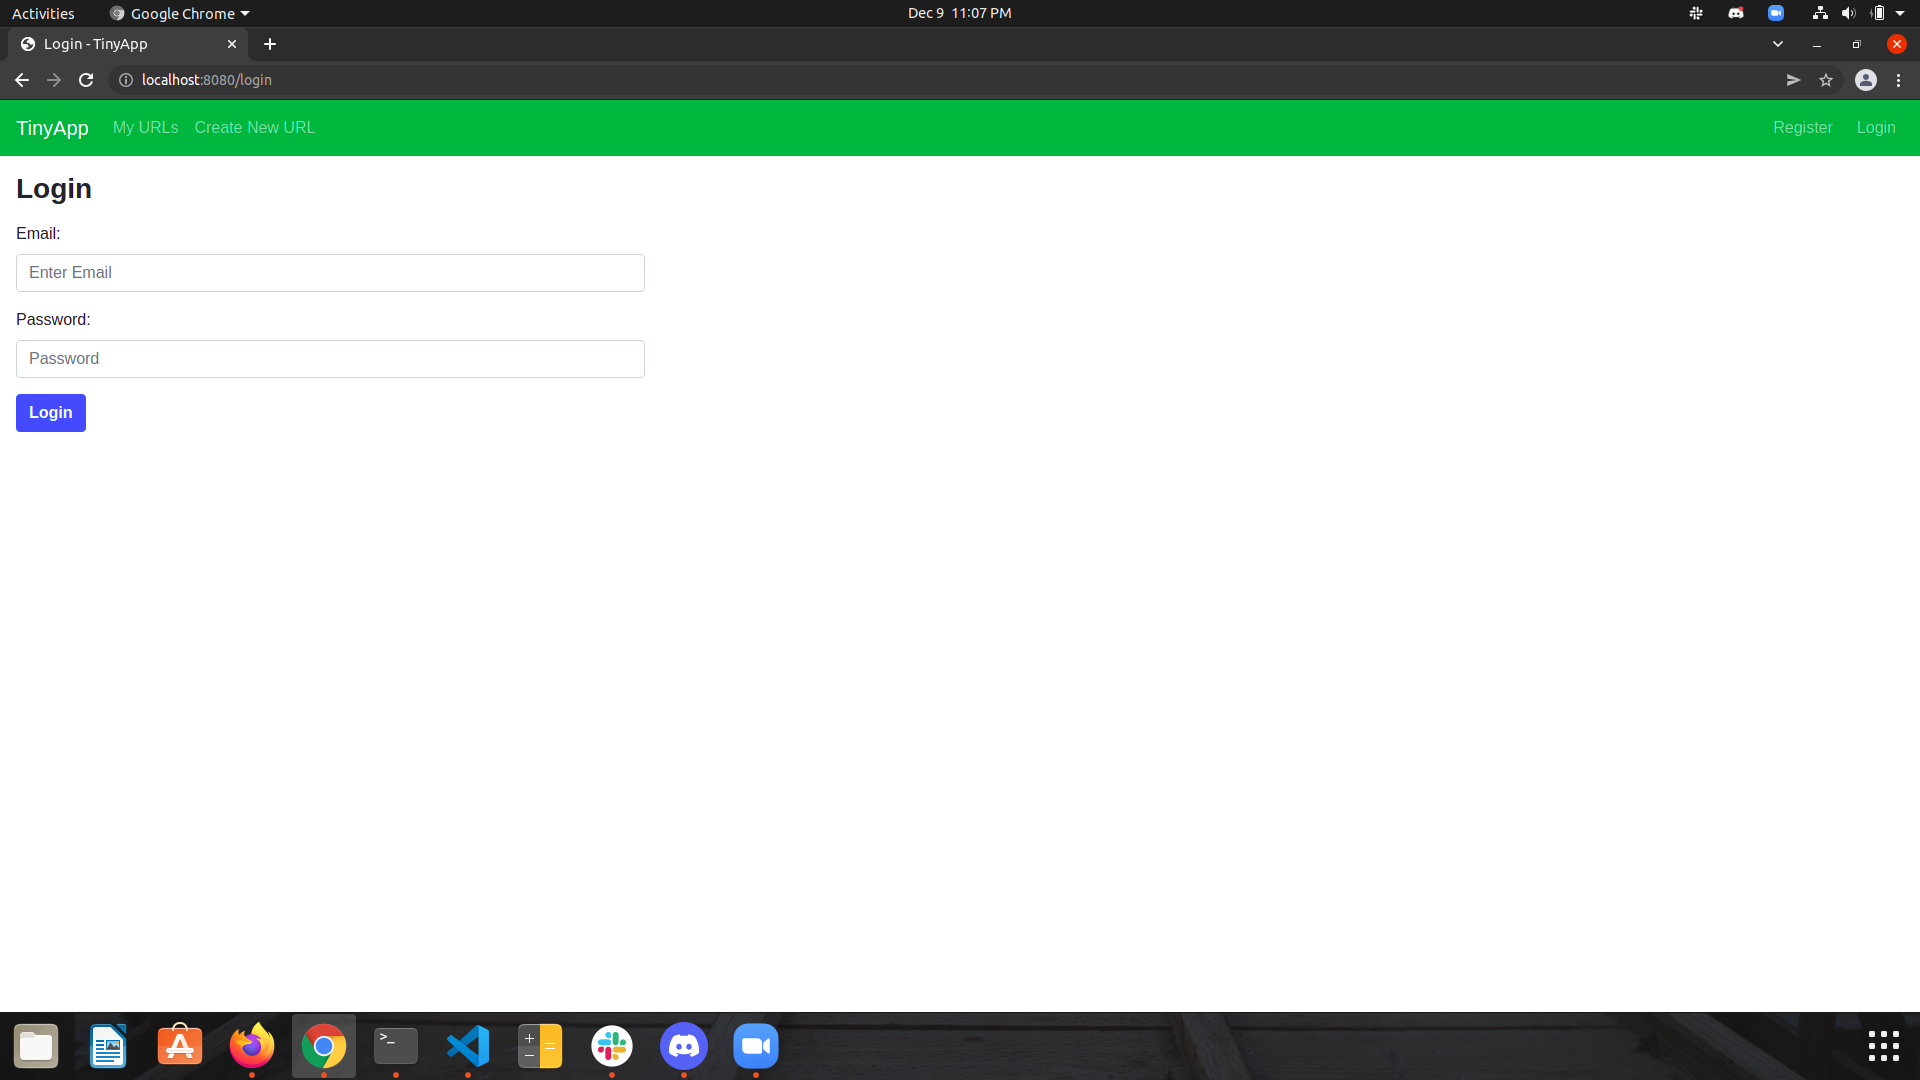 Activities Google Chrome Dec 9 11:07 PM
Login - TinyApp
localhost:8080/login
TinyApp My URLs Create New URL Register Login
Login
Email:
Enter Email
Password:
Password
Login